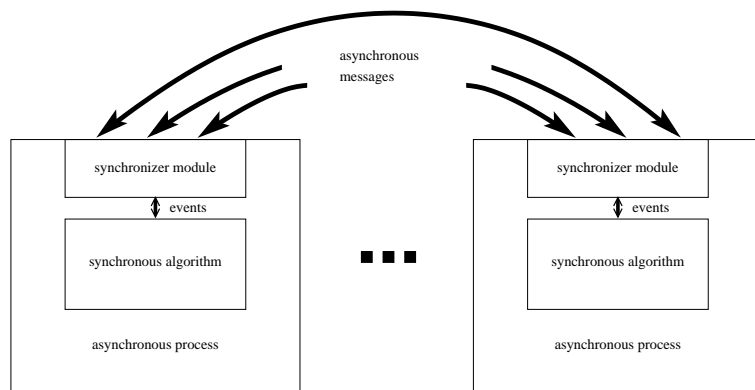 asynchronous
messages
synchronizer module
synchronizer module
events
events
synchronous algorithm
synchronous algorithm
asynchronous process
asynchronous process